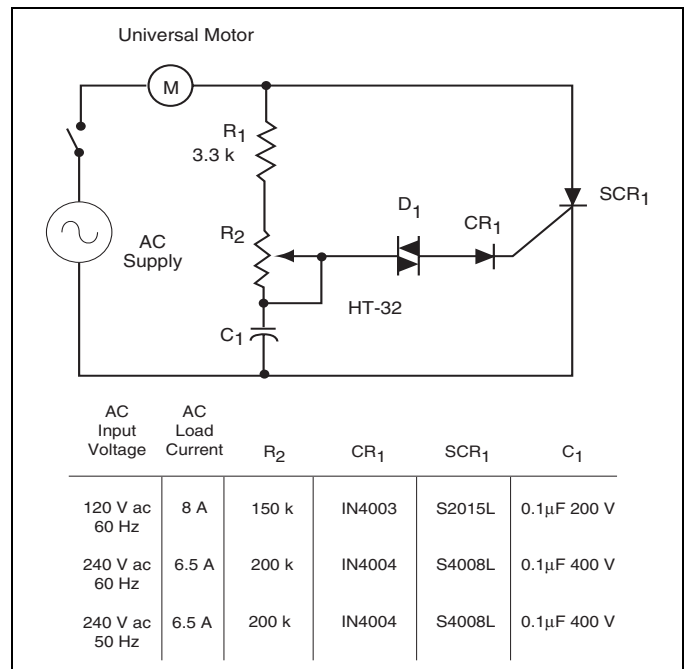 Universal Motor
M
R1
3.3 k
SCR1
D1
CR1
R2
AC
Supply
HT-32
C1
AC
Input
Voltage
AC
Load
Current
R2
CR1
SCR1
C1
120 V ac
60 Hz
8 A
150 k
IN4003
S2015L
0.1μF 200 V
240 V ac
60 Hz
6.5 A
200 k
IN4004
S4008L
0.1μF 400 V
240 V ac
50 Hz
6.5 A
200 k
IN4004
S4008L
0.1μF 400 V